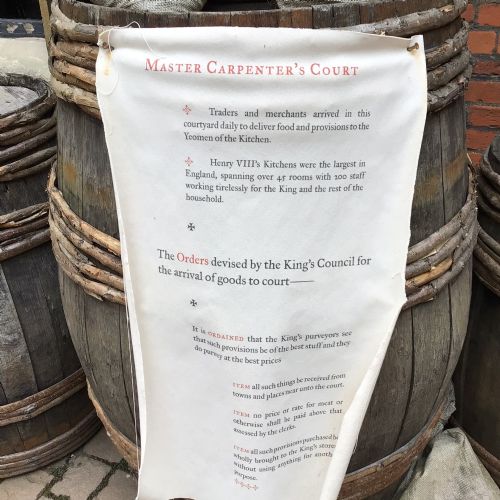 MASTER CARPENTER'S COURT
Traders and merchants arrived in this
courtyard daily to deliver food and provisions to the
Yeomen of the Kitchen.
Henry VIII's Kitchens were the largest in
England, spanning over 45 rooms with 200 staff
working tirelessly for the King and the rest of the
household.
The Orders devised by the King's Council for
the arrival of goods to court——
It is ORDAINED that the King's purveyors see
that such provisions be of the best stuff and they
do purvey at the best prices
ITEM all such things be received from
towns and places near unto the court.
ITEM no price or rate for meat or
otherwise shall be paid above that
assessed by the clerks.
ITEM all such provisions purchased be
wholly brought to the King's store
without using anything for
purpose.